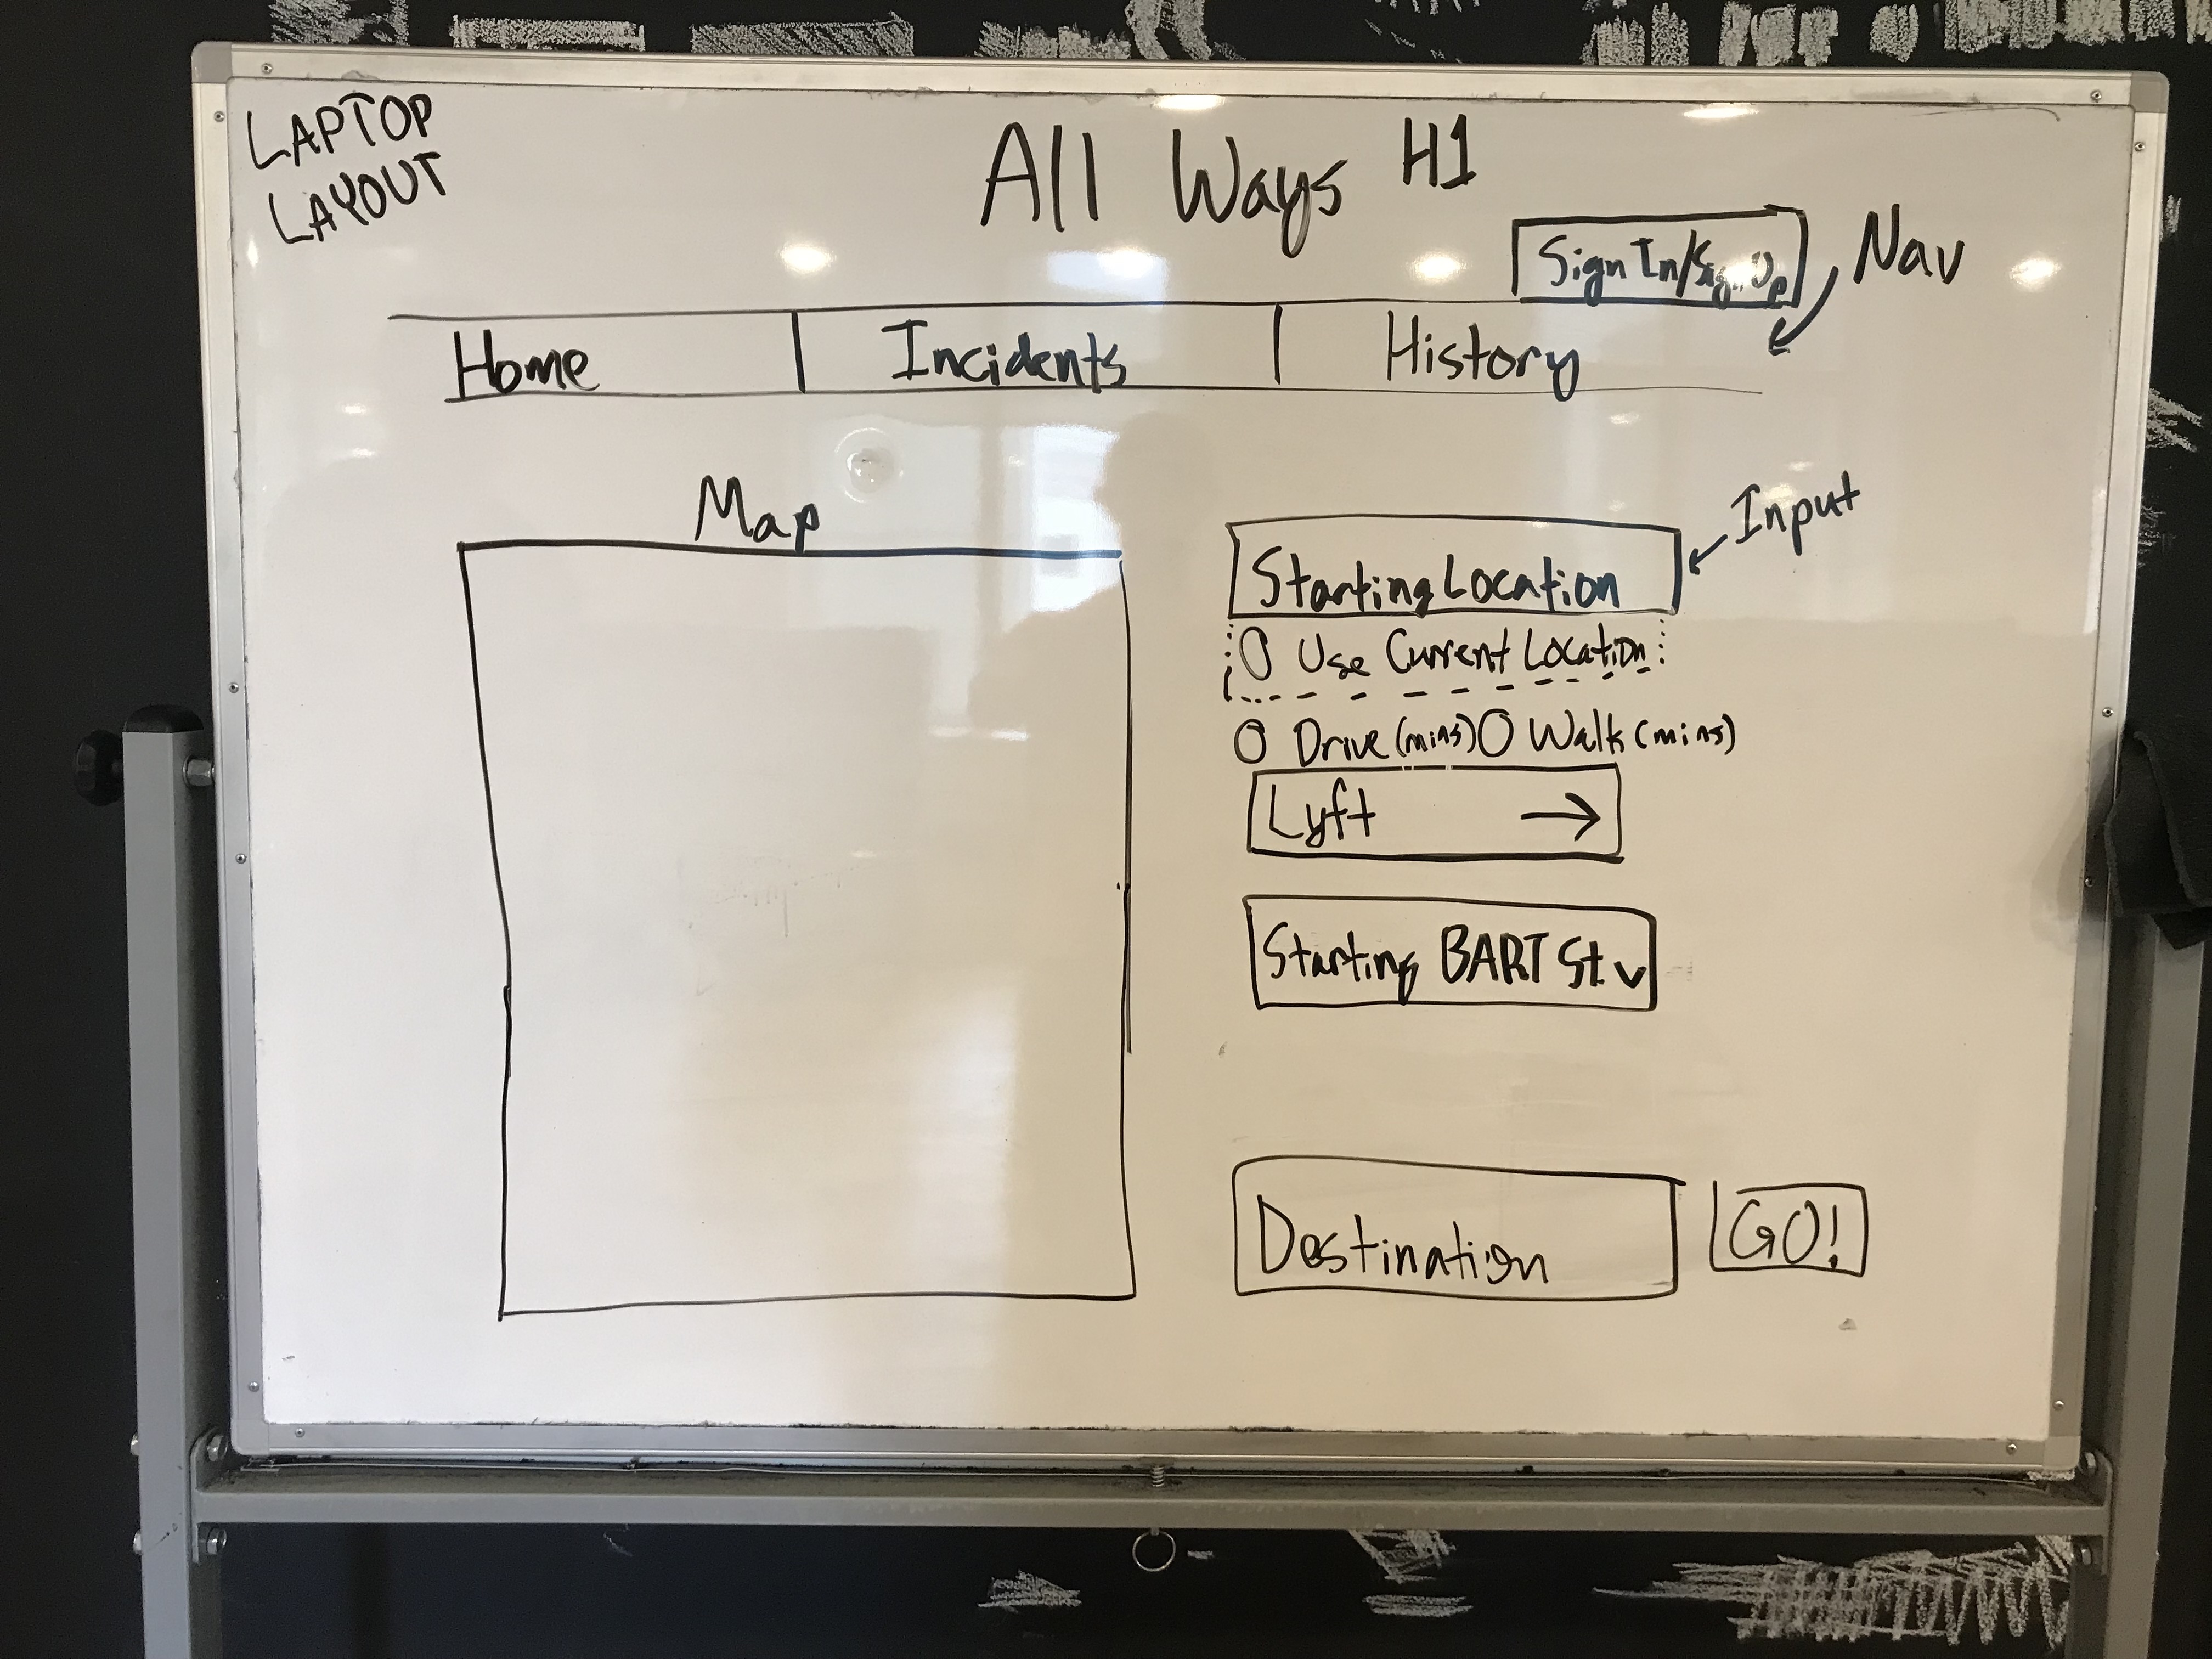 LAPTOP
LAYOUT
All Ways H1
Sign In/Sign Up
Nav
Home
Incidents
History
Map
Input
Starting Location
Use Current Location
Drive (mins) Walk (mins)
Lyft →
Starting BART St. v
Destination
GO!